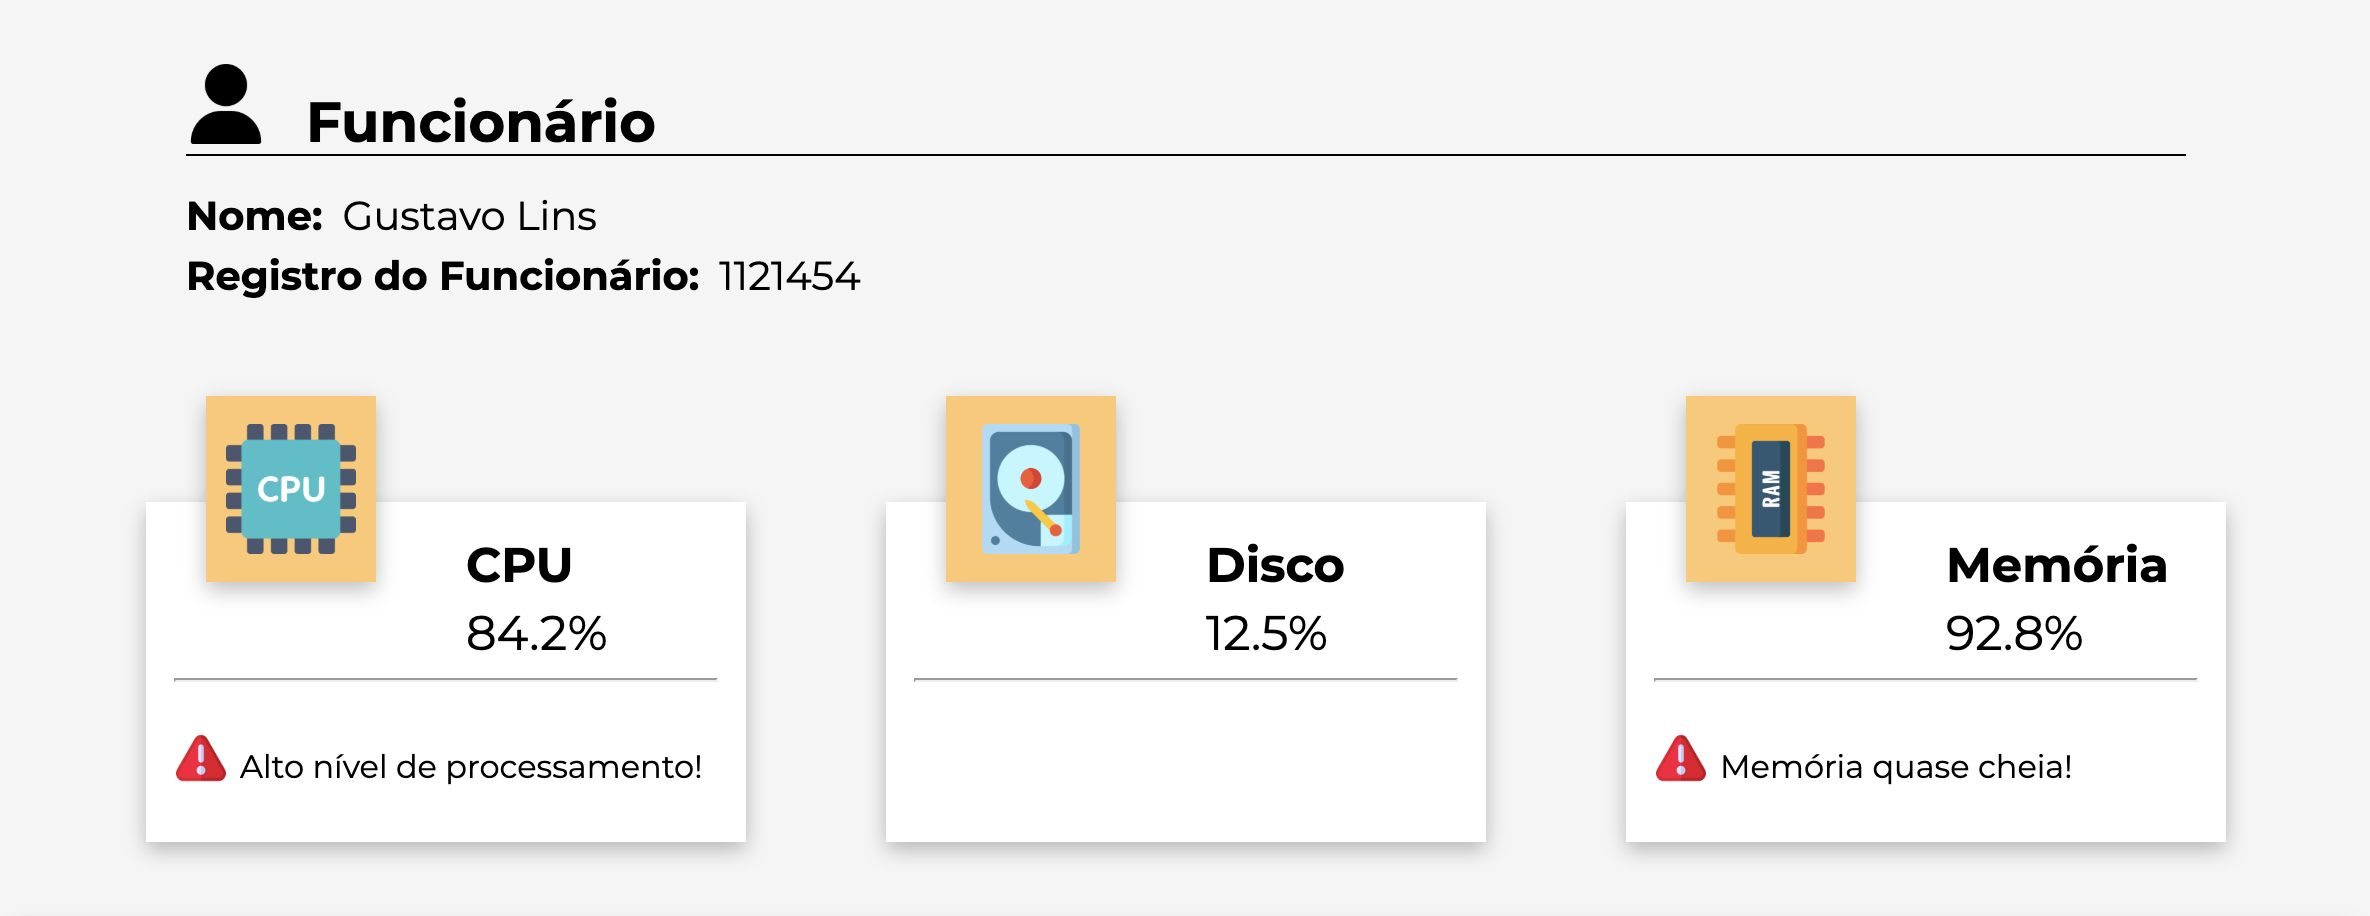 Funcionário
Nome: Gustavo Lins
Registro do Funcionário: 1121454
CPU
CPU
84.2%
Alto nível de processamento!
Disco
12.5%
RAM
Memória
92.8%
Memória quase cheia!